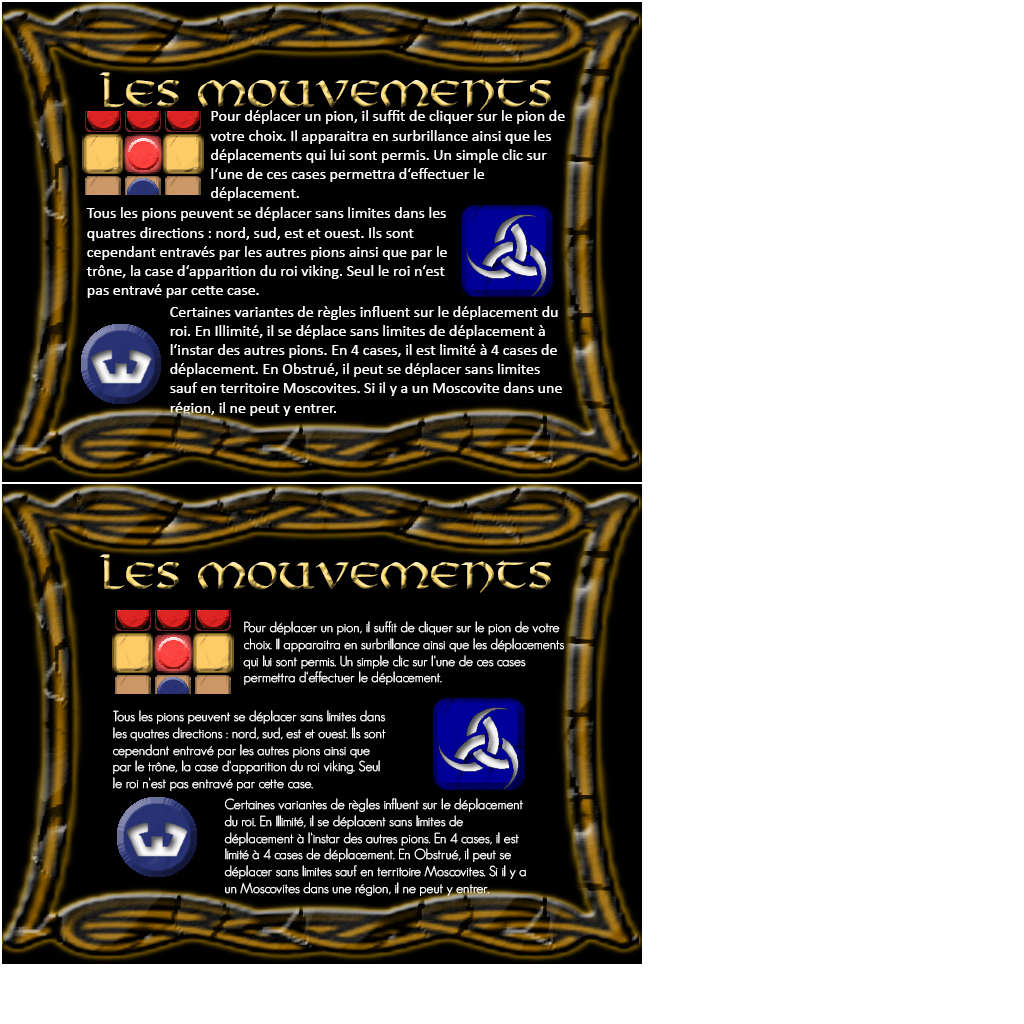 Les mouvements
Pour déplacer un pion, il suffit de cliquer sur le pion de
votre choix. Il apparaitra en surbrillance ainsi que les
déplacements qui lui sont permis. Un simple clic sur
l‘une de ces cases permettra d‘effectuer le
déplacement.
Tous les pions peuvent se déplacer sans limites dans les
quatres directions : nord, sud, est et ouest. Ils sont
cependant entravés par les autres pions ainsi que par le
trône, la case d‘apparition du roi viking. Seul le roi n‘est
pas entravé par cette case.
Certaines variantes de règles influent sur le déplacement du
roi. En Illimité, il se déplace sans limites de déplacement à
l‘instar des autres pions. En 4 cases, il est limité à 4 cases de
déplacement. En Obstrué, il peut se déplacer sans limites
sauf en territoire Moscovites. Si il y a un Moscovite dans une
région, il ne peut y entrer.
Les mouvements
Pour déplacer un pion, il suffit de cliquer sur le pion de votre
choix. Il apparaitra en surbrillance ainsi que les déplacements
qui lui sont permis. Un simple clic sur l'une de ces cases
permettra d'effectuer le déplacement.
Tous les pions peuvent se déplacer sans limites dans
les quatres directions : nord, sud, est et ouest. Ils sont
cependant entravé par les autres pions ainsi que
par le trône, la case d'apparition du roi viking. Seul
le roi n'est pas entravé par cette case.
Certaines variantes de règles influent sur le déplacement
du roi. En Illimité, il se déplacent sans limites de
déplacement à l'instar des autres pions. En 4 cases, il est
limité à 4 cases de déplacement. En Obstrué, il peut se
déplacer sans limites sauf en territoire Moscovites. Si il y a
un Moscovites dans une région, il ne peut y entrer.